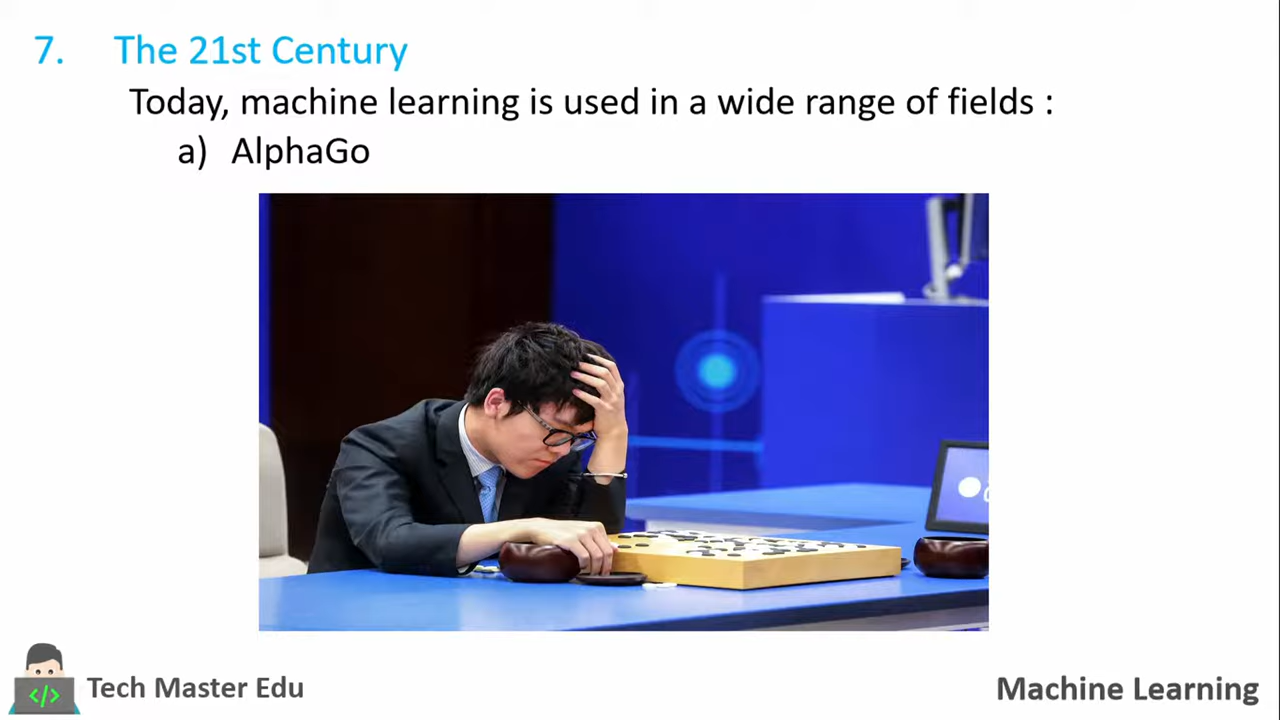 7. The 21st Century
Today, machine learning is used in a wide range of fields :
a) AlphaGo
</>
Tech Master Edu
Machine Learning